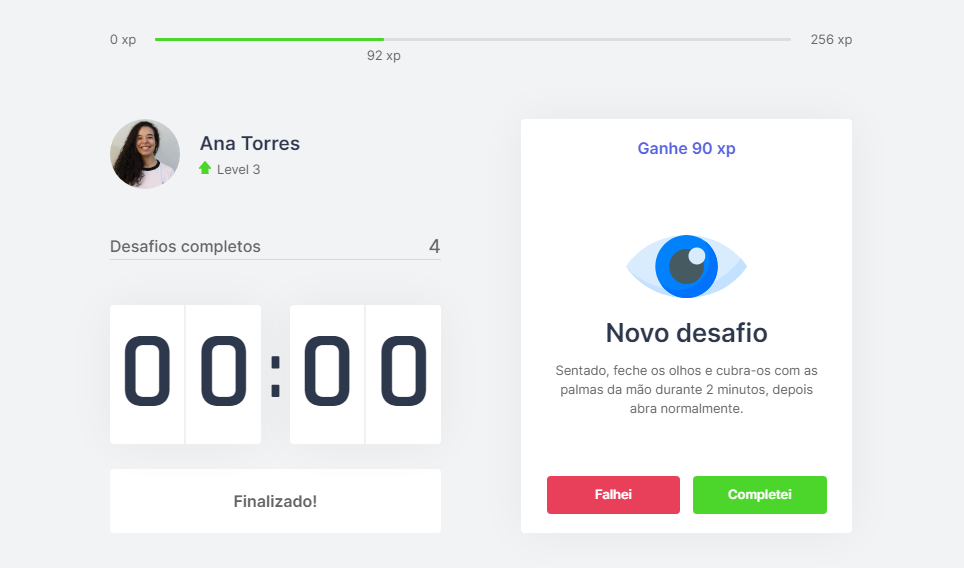 0 xp
256 xp
92 xp
Ana Torres
Level 3
Desafios completos 4
00:00
Finalizado!
Ganhe 90 xp
Novo desafio
Sentado, feche os olhos e cubra-os com as
palmas da mão durante 2 minutos, depois
abra normalmente.
Falhei
Completei